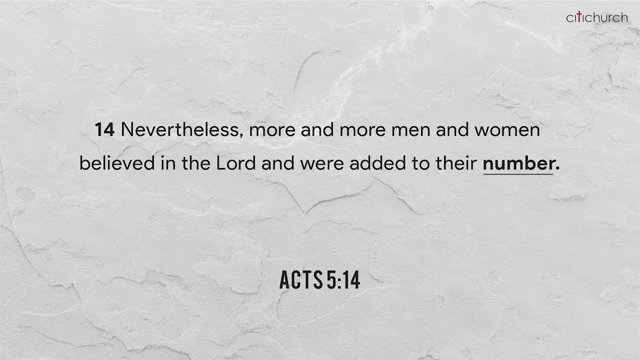 citichurch
14 Nevertheless, more and more men and women
believed in the Lord and were added to their number.
ACTS 5:14